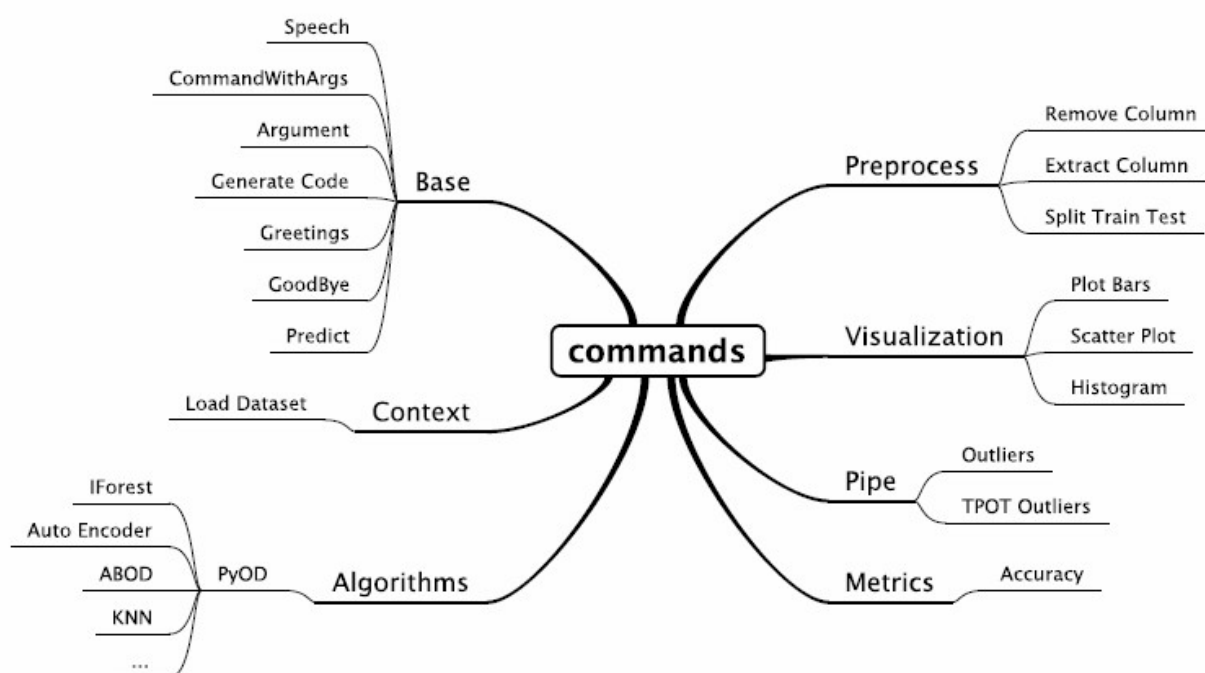 Speech
CommandWithArgs
Argument
Generate Code
Greetings
GoodBye
Predict
Base
Load Dataset
Context
IForest
Auto Encoder
ABOD
KNN
...
PyOD
Algorithms
commands
Preprocess
Remove Column
Extract Column
Split Train Test
Visualization
Plot Bars
Scatter Plot
Histogram
Pipe
Outliers
TPOT Outliers
Metrics
Accuracy